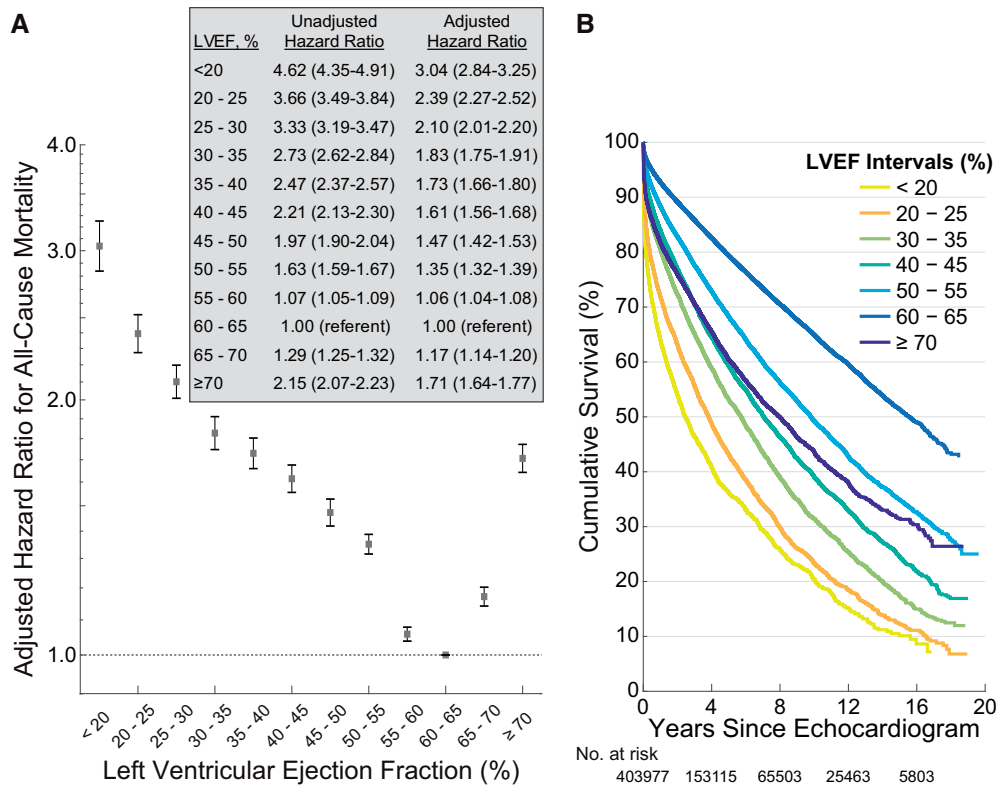 A
LVEF, %
Unadjusted
Hazard Ratio
Adjusted
Hazard Ratio
<20 4.62 (4.35-4.91) 3.04 (2.84-3.25)
20 - 25 3.66 (3.49-3.84) 2.39 (2.27-2.52)
25 - 30 3.33 (3.19-3.47) 2.10 (2.01-2.20)
30 - 35 2.73 (2.62-2.84) 1.83 (1.75-1.91)
35 - 40 2.47 (2.37-2.57) 1.73 (1.66-1.80)
40 - 45 2.21 (2.13-2.30) 1.61 (1.56-1.68)
45 - 50 1.97 (1.90-2.04) 1.47 (1.42-1.53)
50 - 55 1.63 (1.59-1.67) 1.35 (1.32-1.39)
55 - 60 1.07 (1.05-1.09) 1.06 (1.04-1.08)
60 - 65 1.00 (referent) 1.00 (referent)
65 - 70 1.29 (1.25-1.32) 1.17 (1.14-1.20)
≥70 2.15 (2.07-2.23) 1.71 (1.64-1.77)
Adjusted Hazard Ratio for All-Cause Mortality
4.0
3.0
2.0
1.0
< 20
20 - 25
25 - 30
30 - 35
35 - 40
40 - 45
45 - 50
50 - 55
55 - 60
60 - 65
65 - 70
≥ 70
Left Ventricular Ejection Fraction (%)
B
LVEF Intervals (%)
< 20
20 − 25
30 − 35
40 − 45
50 − 55
60 − 65
≥ 70
Cumulative Survival (%)
100
90
80
70
60
50
40
30
20
10
0
0 4 8 12 16 20
Years Since Echocardiogram
No. at risk
403977 153115 65503 25463 5803